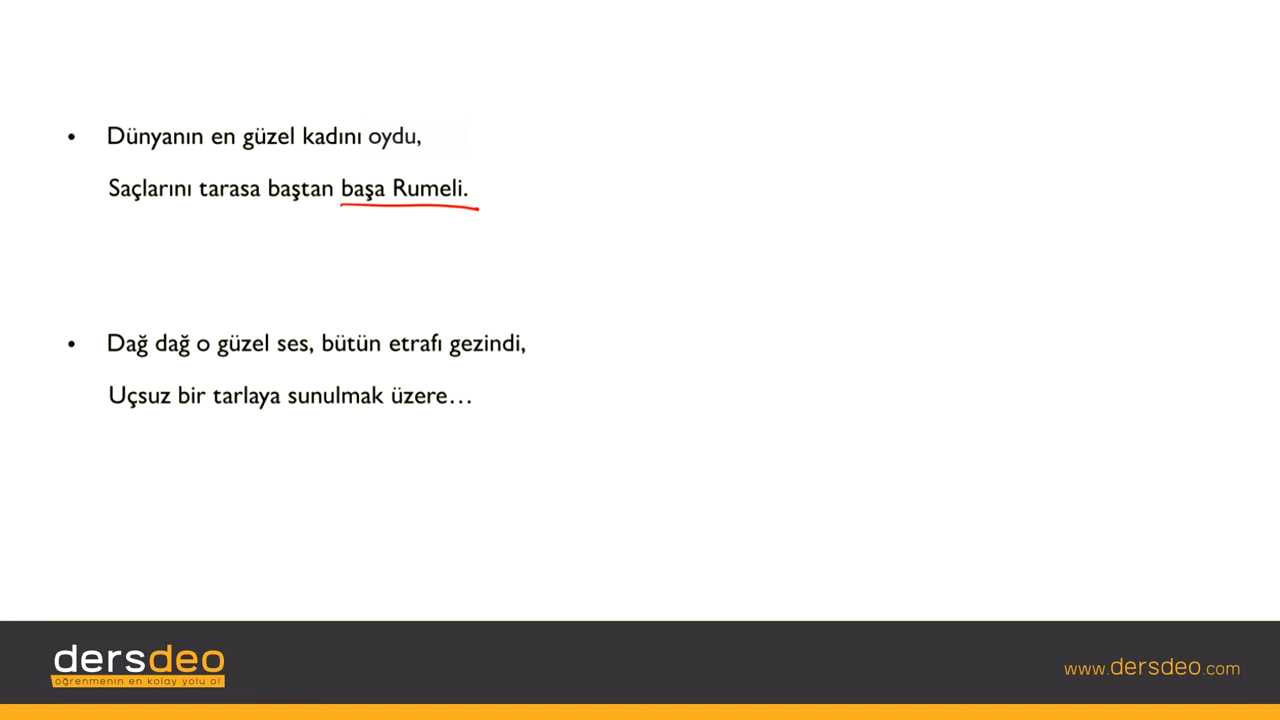 • Dünyanın en güzel kadını oydu,
Saçlarını tarasa baştan başa Rumeli.
• Dağ dağ o güzel ses, bütün etrafı gezindi,
Uçsuz bir tarlaya sunulmak üzere…
dersdeo
öğrenmenin en kolay yolu o!
www.dersdeo.com